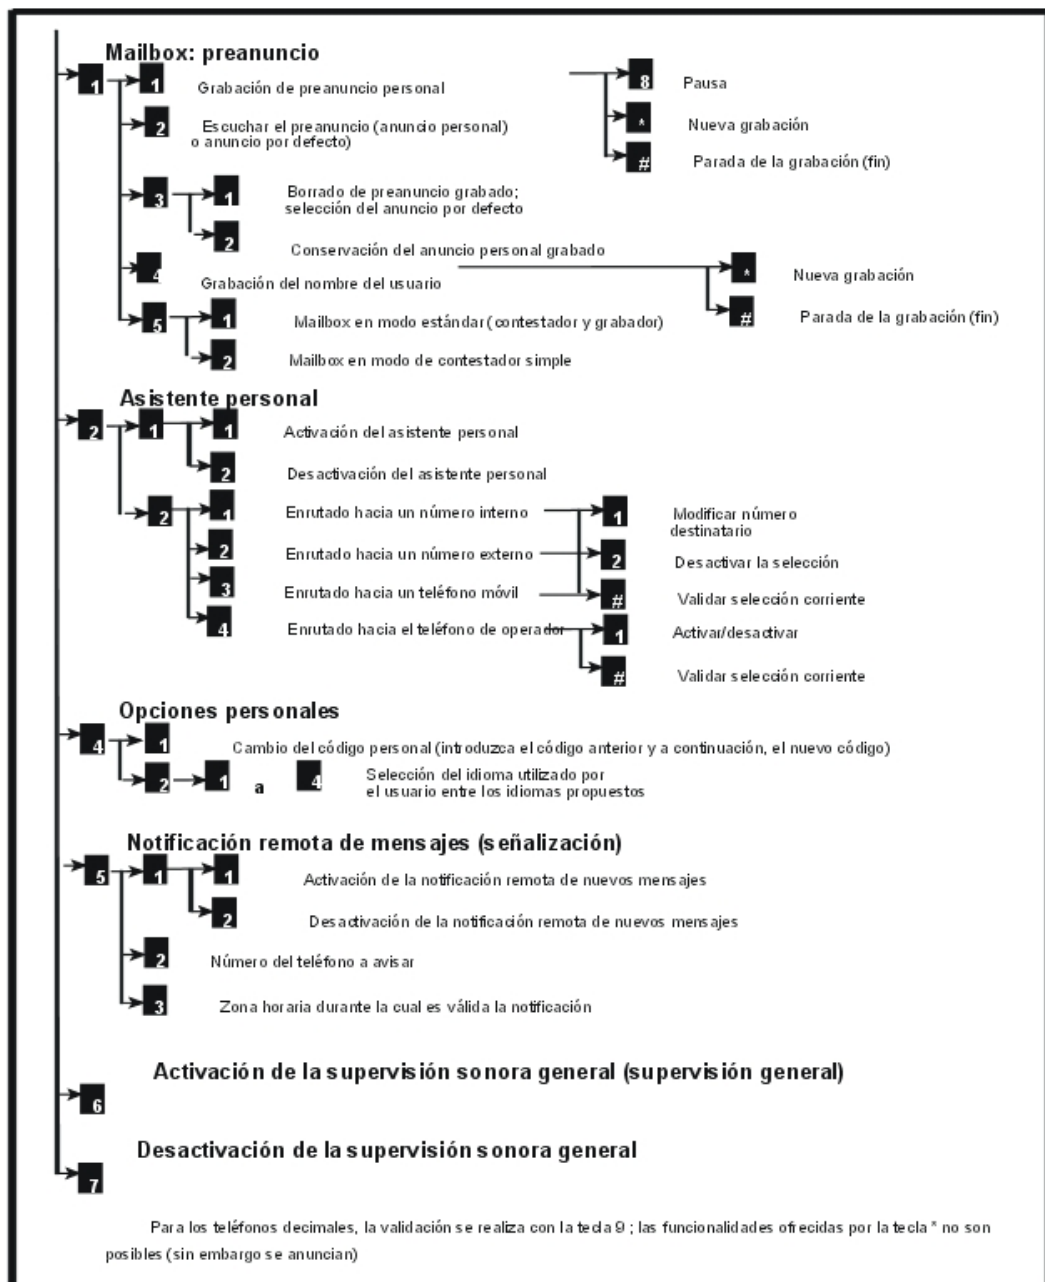 Mailbox: preanuncio
1 1 Grabación de preanuncio personal
8 Pausa
* Nueva grabación
# Parada de la grabación (fin)
2 Escuchar el preanuncio (anuncio personal)
o anuncio por defecto)
3 1 Borrado de preanuncio grabado;
selección del anuncio por defecto
2 Conservación del anuncio personal grabado
4 Grabación del nombre del usuario
* Nueva grabación
# Parada de la grabación (fin)
5 1 Mailbox en modo estándar (contestador y grabador)
2 Mailbox en modo de contestador simple
Asistente personal
2 1 1 Activación del asistente personal
2 Desactivación del asistente personal
2 1 Enrutado hacia un número interno
1 Modificar número
destinatario
2 Enrutado hacia un número externo
2 Desactivar la selección
3 Enrutado hacia un teléfono móvil
# Validar selección corriente
4 Enrutado hacia el teléfono de operador
1 Activar/desactivar
# Validar selección corriente
Opciones personales
4 1 Cambio del código personal (introduzca el código anterior y a continuación, el nuevo código)
2 1 a 4 Selección del idioma utilizado por
el usuario entre los idiomas propuestos
Notificación remota de mensajes (señalización)
5 1 1 Activación de la notificación remota de nuevos mensajes
2 Desactivación de la notificación remota de nuevos mensajes
2 Número del teléfono a avisar
3 Zona horaria durante la cual es válida la notificación
Activación de la supervisión sonora general (supervisión general)
6
Desactivación de la supervisión sonora general
7
Para los teléfonos decimales, la validación se realiza con la tecla 9 ; las funcionalidades ofrecidas por la tecla * no son
posibles (sin embargo se anuncian)